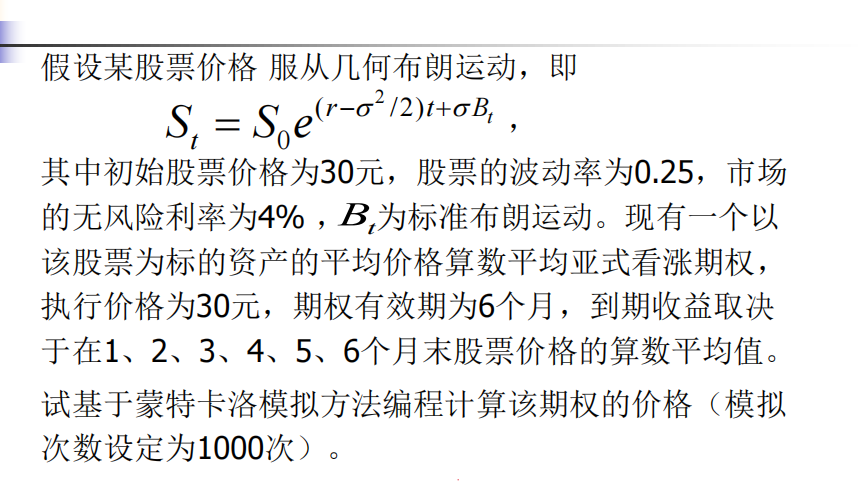 假设某股票价格 服从几何布朗运动，即
S_t = S_0 e^{(r−σ^2/2)t+σB_t} ，
其中初始股票价格为30元，股票的波动率为0.25，市场
的无风险利率为4% ，B_t为标准布朗运动。现有一个以
该股票为标的资产的平均价格算数平均亚式看涨期权，
执行价格为30元，期权有效期为6个月，到期收益取决
于在1、2、3、4、5、6个月末股票价格的算数平均值。
试基于蒙特卡洛模拟方法编程计算该期权的价格（模拟
次数设定为1000次）。